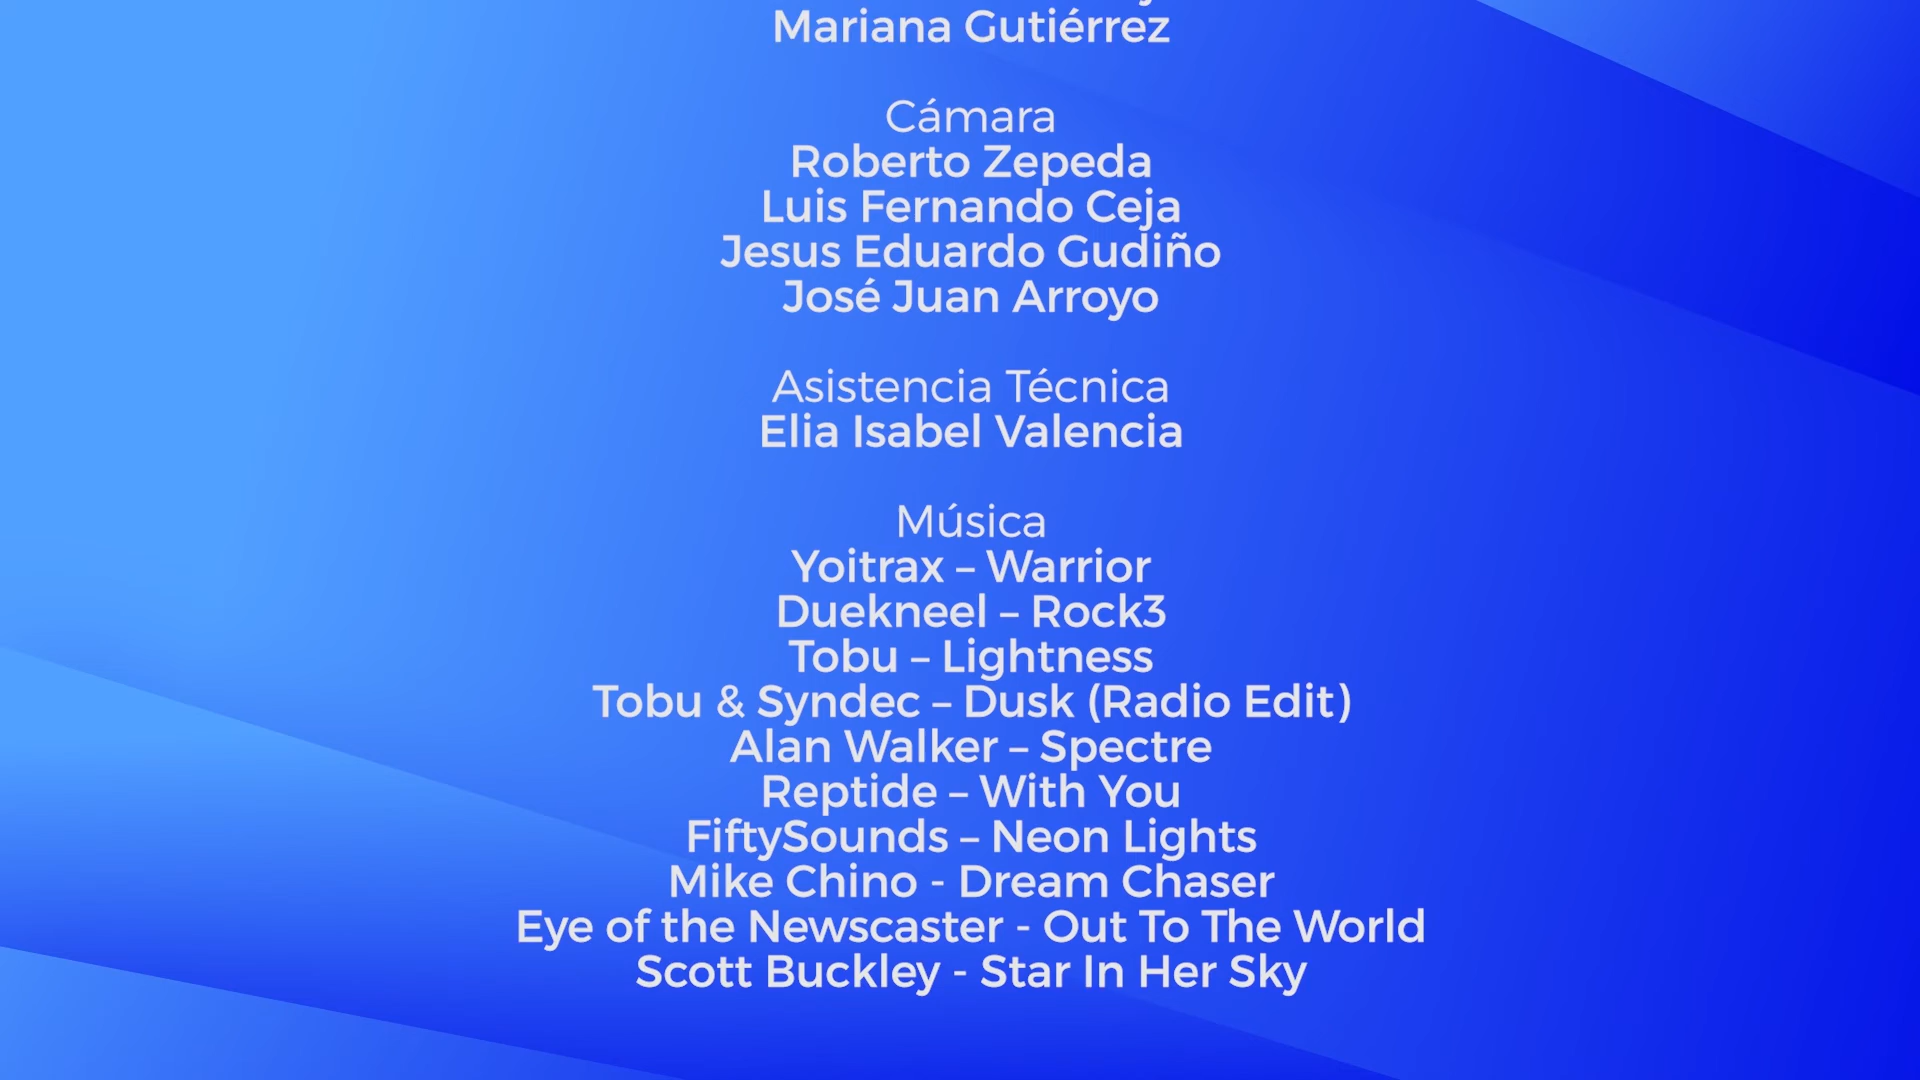 Mariana Gutiérrez
Cámara
Roberto Zepeda
Luis Fernando Ceja
Jesus Eduardo Gudiño
José Juan Arroyo
Asistencia Técnica
Elia Isabel Valencia
Música
Yoitrax – Warrior
Duekneel – Rock3
Tobu – Lightness
Tobu & Syndec – Dusk (Radio Edit)
Alan Walker – Spectre
Reptide – With You
FiftySounds – Neon Lights
Mike Chino - Dream Chaser
Eye of the Newscaster - Out To The World
Scott Buckley - Star In Her Sky